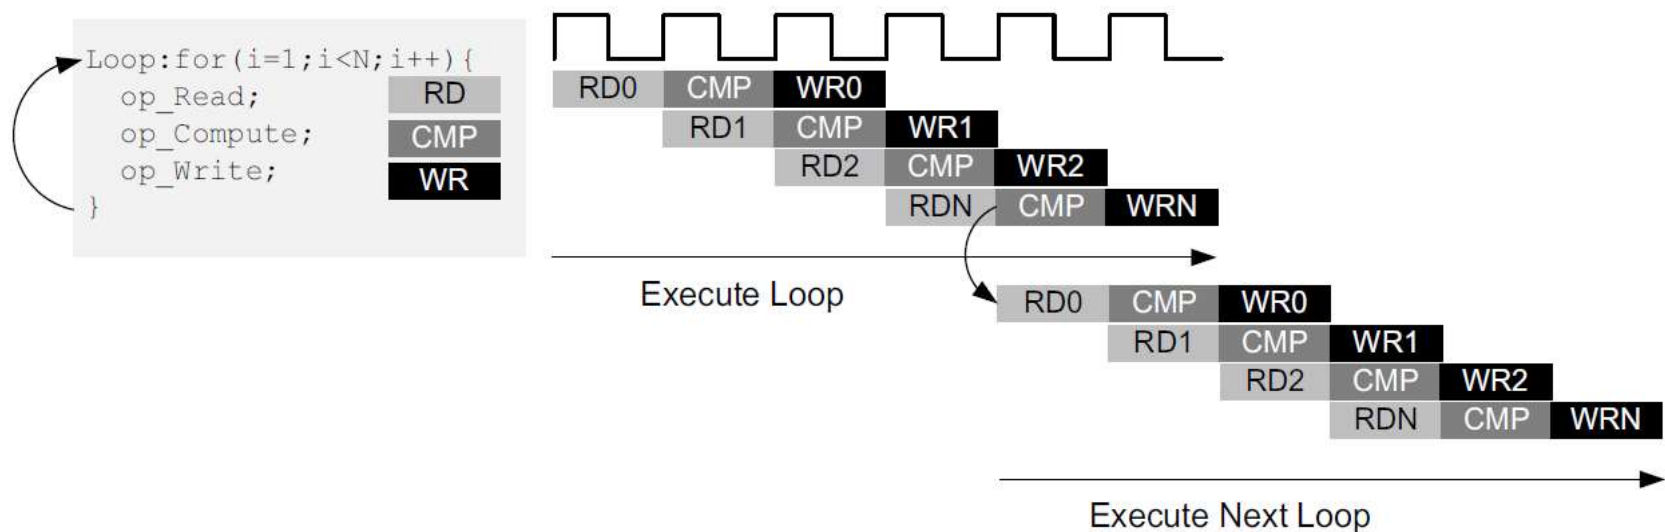 Loop:for(i=1;i<N;i++){
op_Read; RD
op_Compute; CMP
op_Write; WR
}
RD0 CMP WR0
RD1 CMP WR1
RD2 CMP WR2
RDN CMP WRN
Execute Loop
RD0 CMP WR0
RD1 CMP WR1
RD2 CMP WR2
RDN CMP WRN
Execute Next Loop